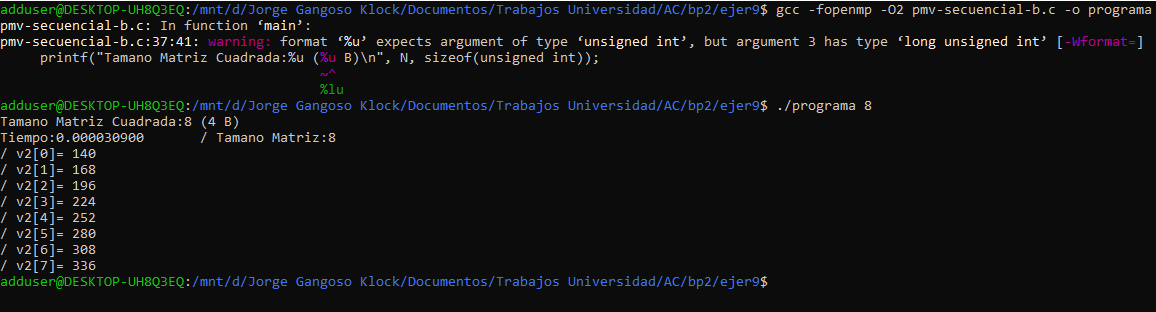 adduser@DESKTOP-UH8Q3EQ:/mnt/d/Jorge Gangoso Klock/Documentos/Trabajos Universidad/AC/bp2/ejer9$ gcc -fopenmp -O2 pmv-secuencial-b.c -o programa
pmv-secuencial-b.c: In function ‘main’:
pmv-secuencial-b.c:37:41: warning: format ‘%u’ expects argument of type ‘unsigned int’, but argument 3 has type ‘long unsigned int’ [-Wformat=]
     printf("Tamano Matriz Cuadrada:%u (%u B)\n", N, sizeof(unsigned int));
                                        ~^
                                        %lu
adduser@DESKTOP-UH8Q3EQ:/mnt/d/Jorge Gangoso Klock/Documentos/Trabajos Universidad/AC/bp2/ejer9$ ./programa 8
Tamano Matriz Cuadrada:8 (4 B)
Tiempo:0.000030900       / Tamano Matriz:8
/ v2[0]= 140
/ v2[1]= 168
/ v2[2]= 196
/ v2[3]= 224
/ v2[4]= 252
/ v2[5]= 280
/ v2[6]= 308
/ v2[7]= 336
adduser@DESKTOP-UH8Q3EQ:/mnt/d/Jorge Gangoso Klock/Documentos/Trabajos Universidad/AC/bp2/ejer9$